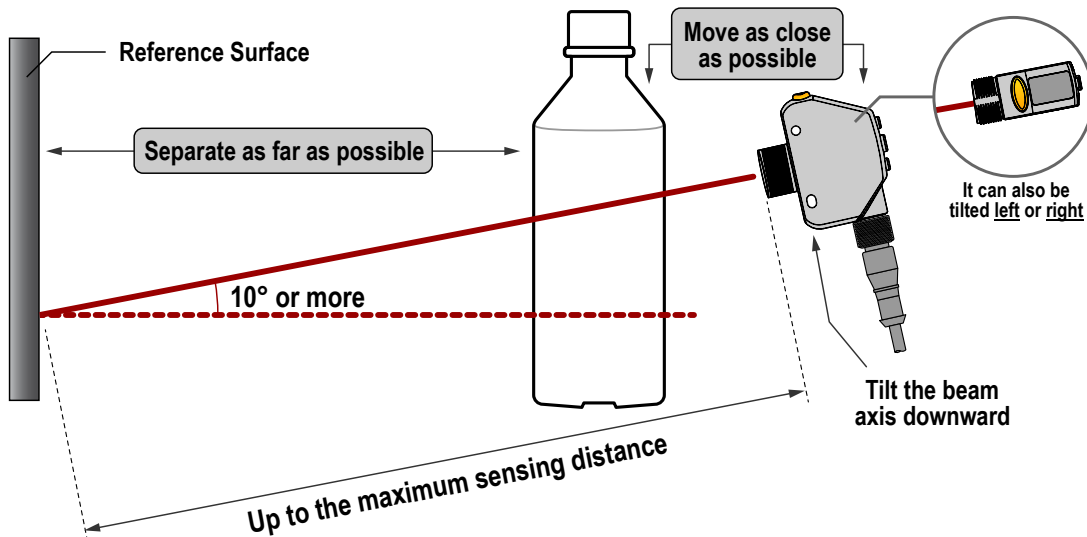 Reference Surface
Move as close
as possible
Separate as far as possible
It can also be
tilted left or right
10° or more
Tilt the beam
axis downward
Up to the maximum sensing distance